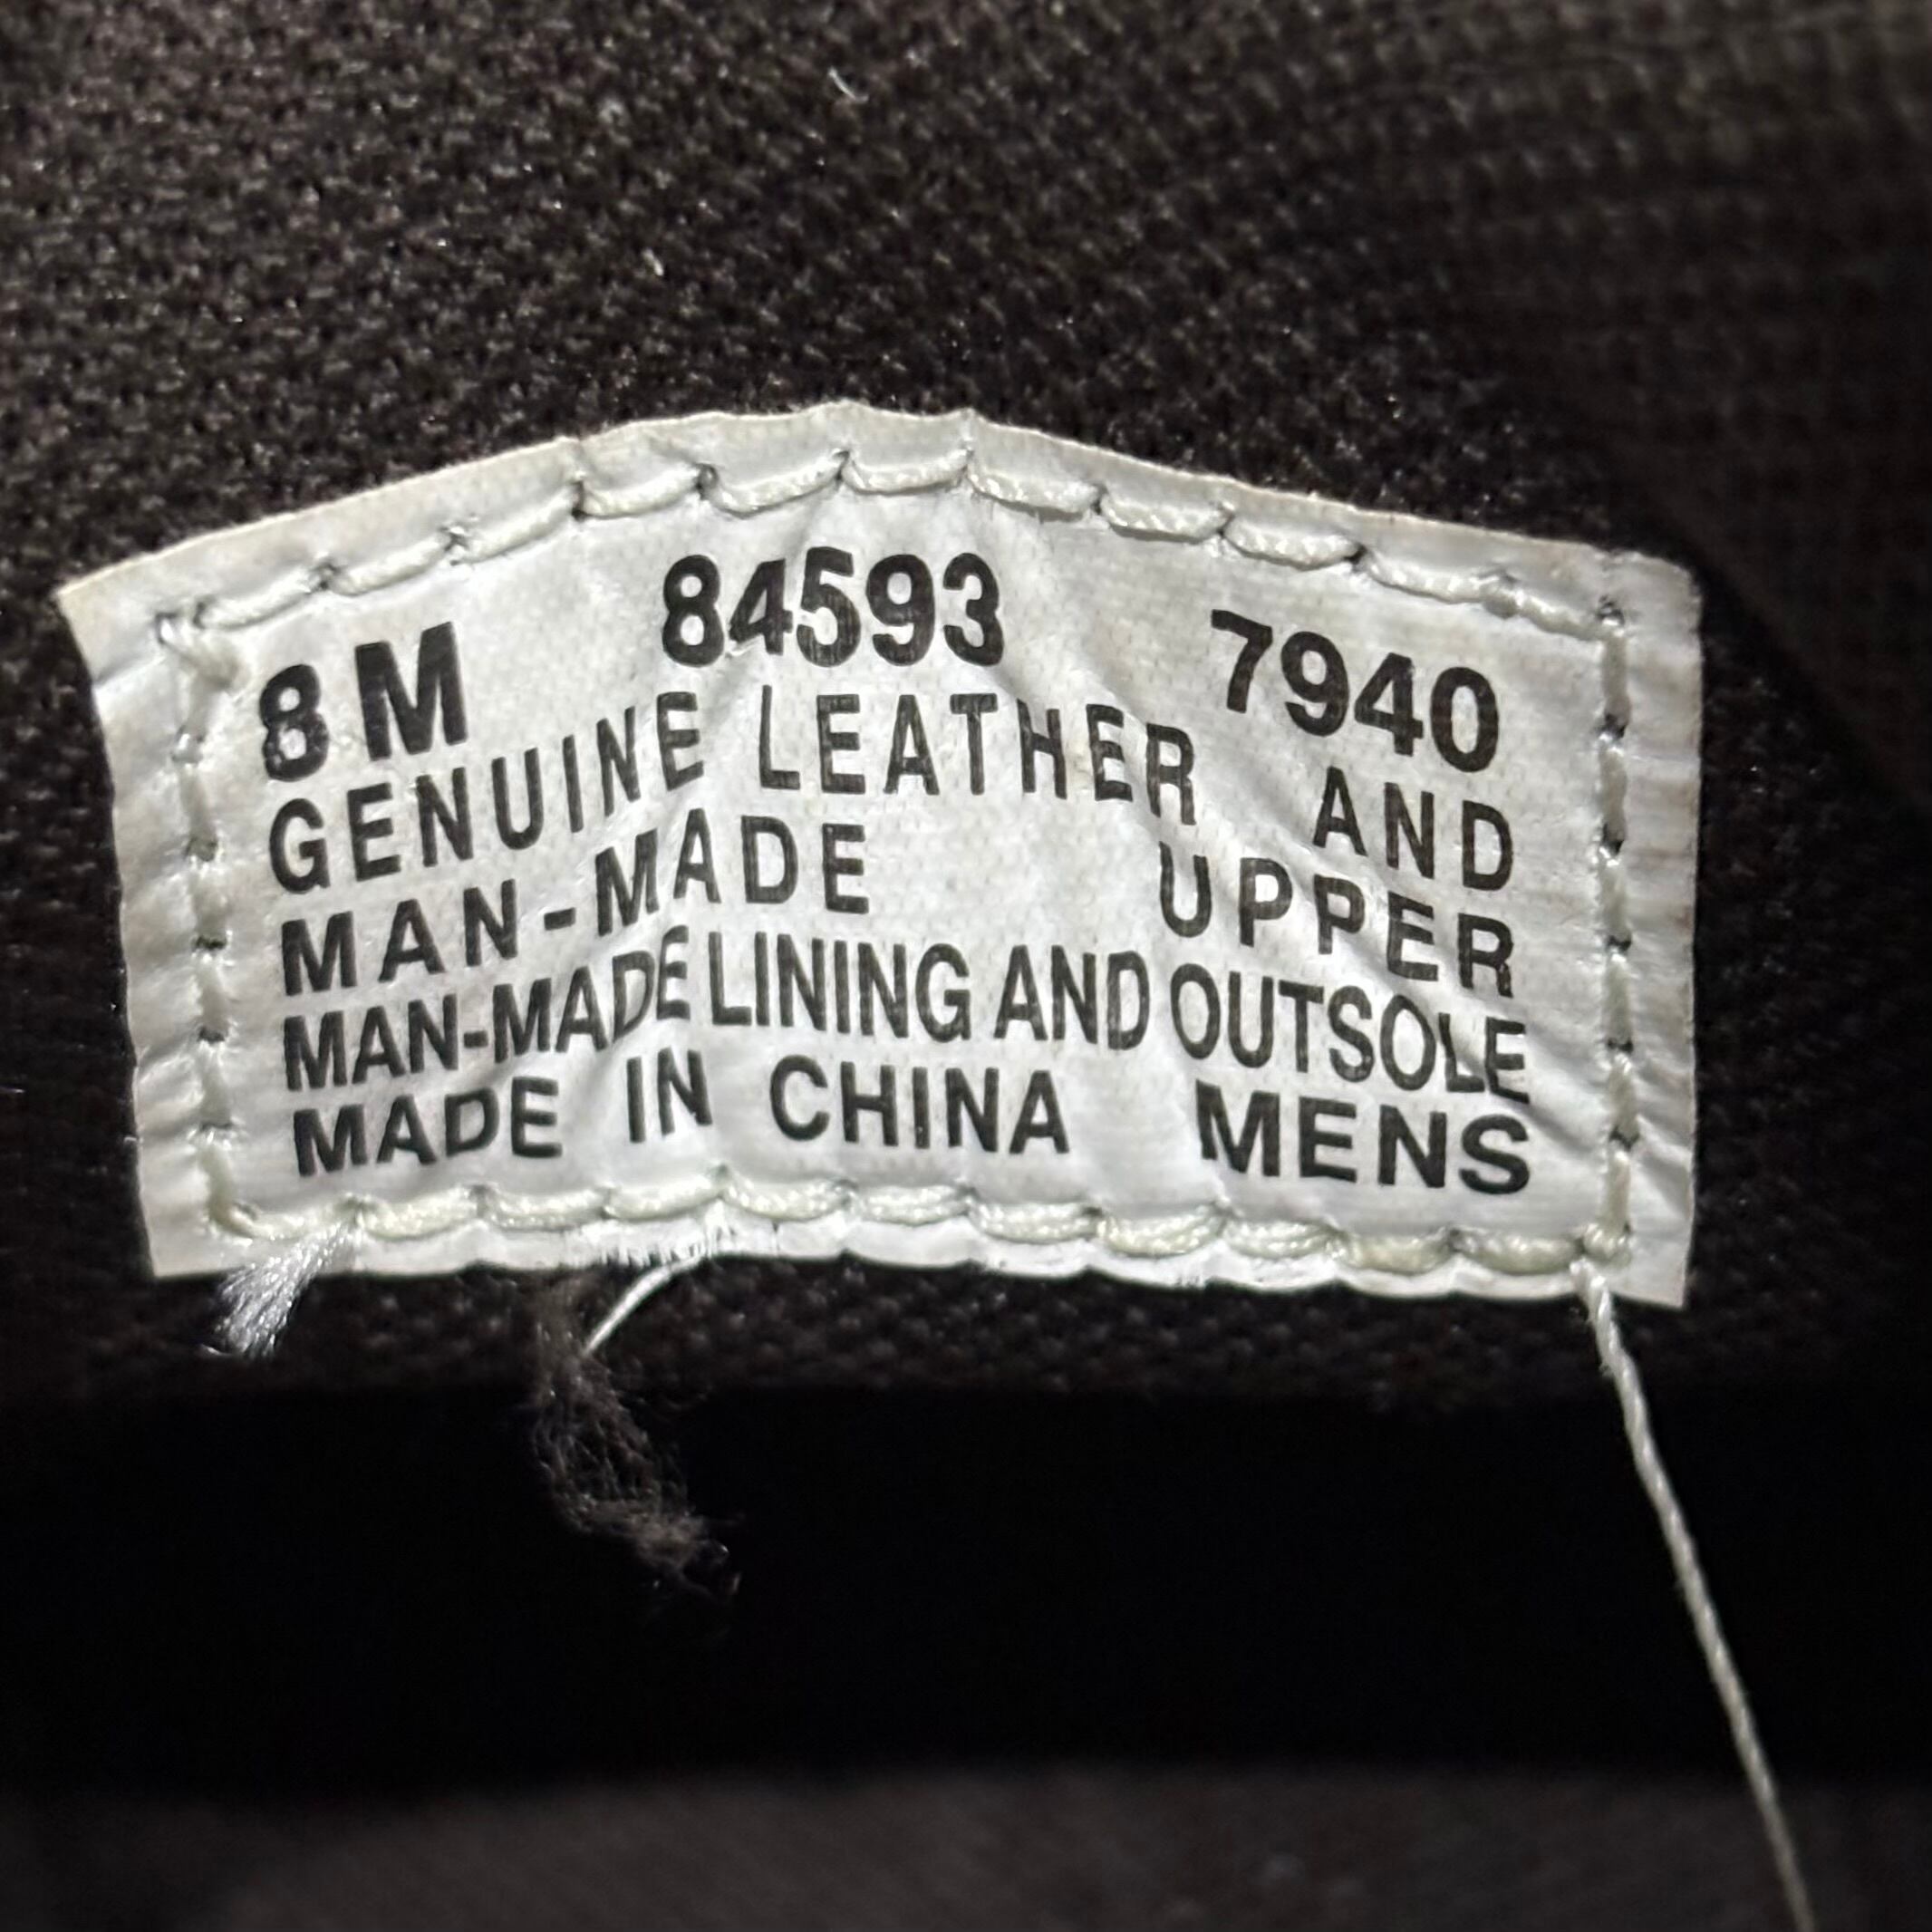 8 M 84593 7940
GENUINE LEATHER AND
MAN-MADE UPPER
MAN-MADE LINING AND OUTSOLE
MADE IN CHINA MENS